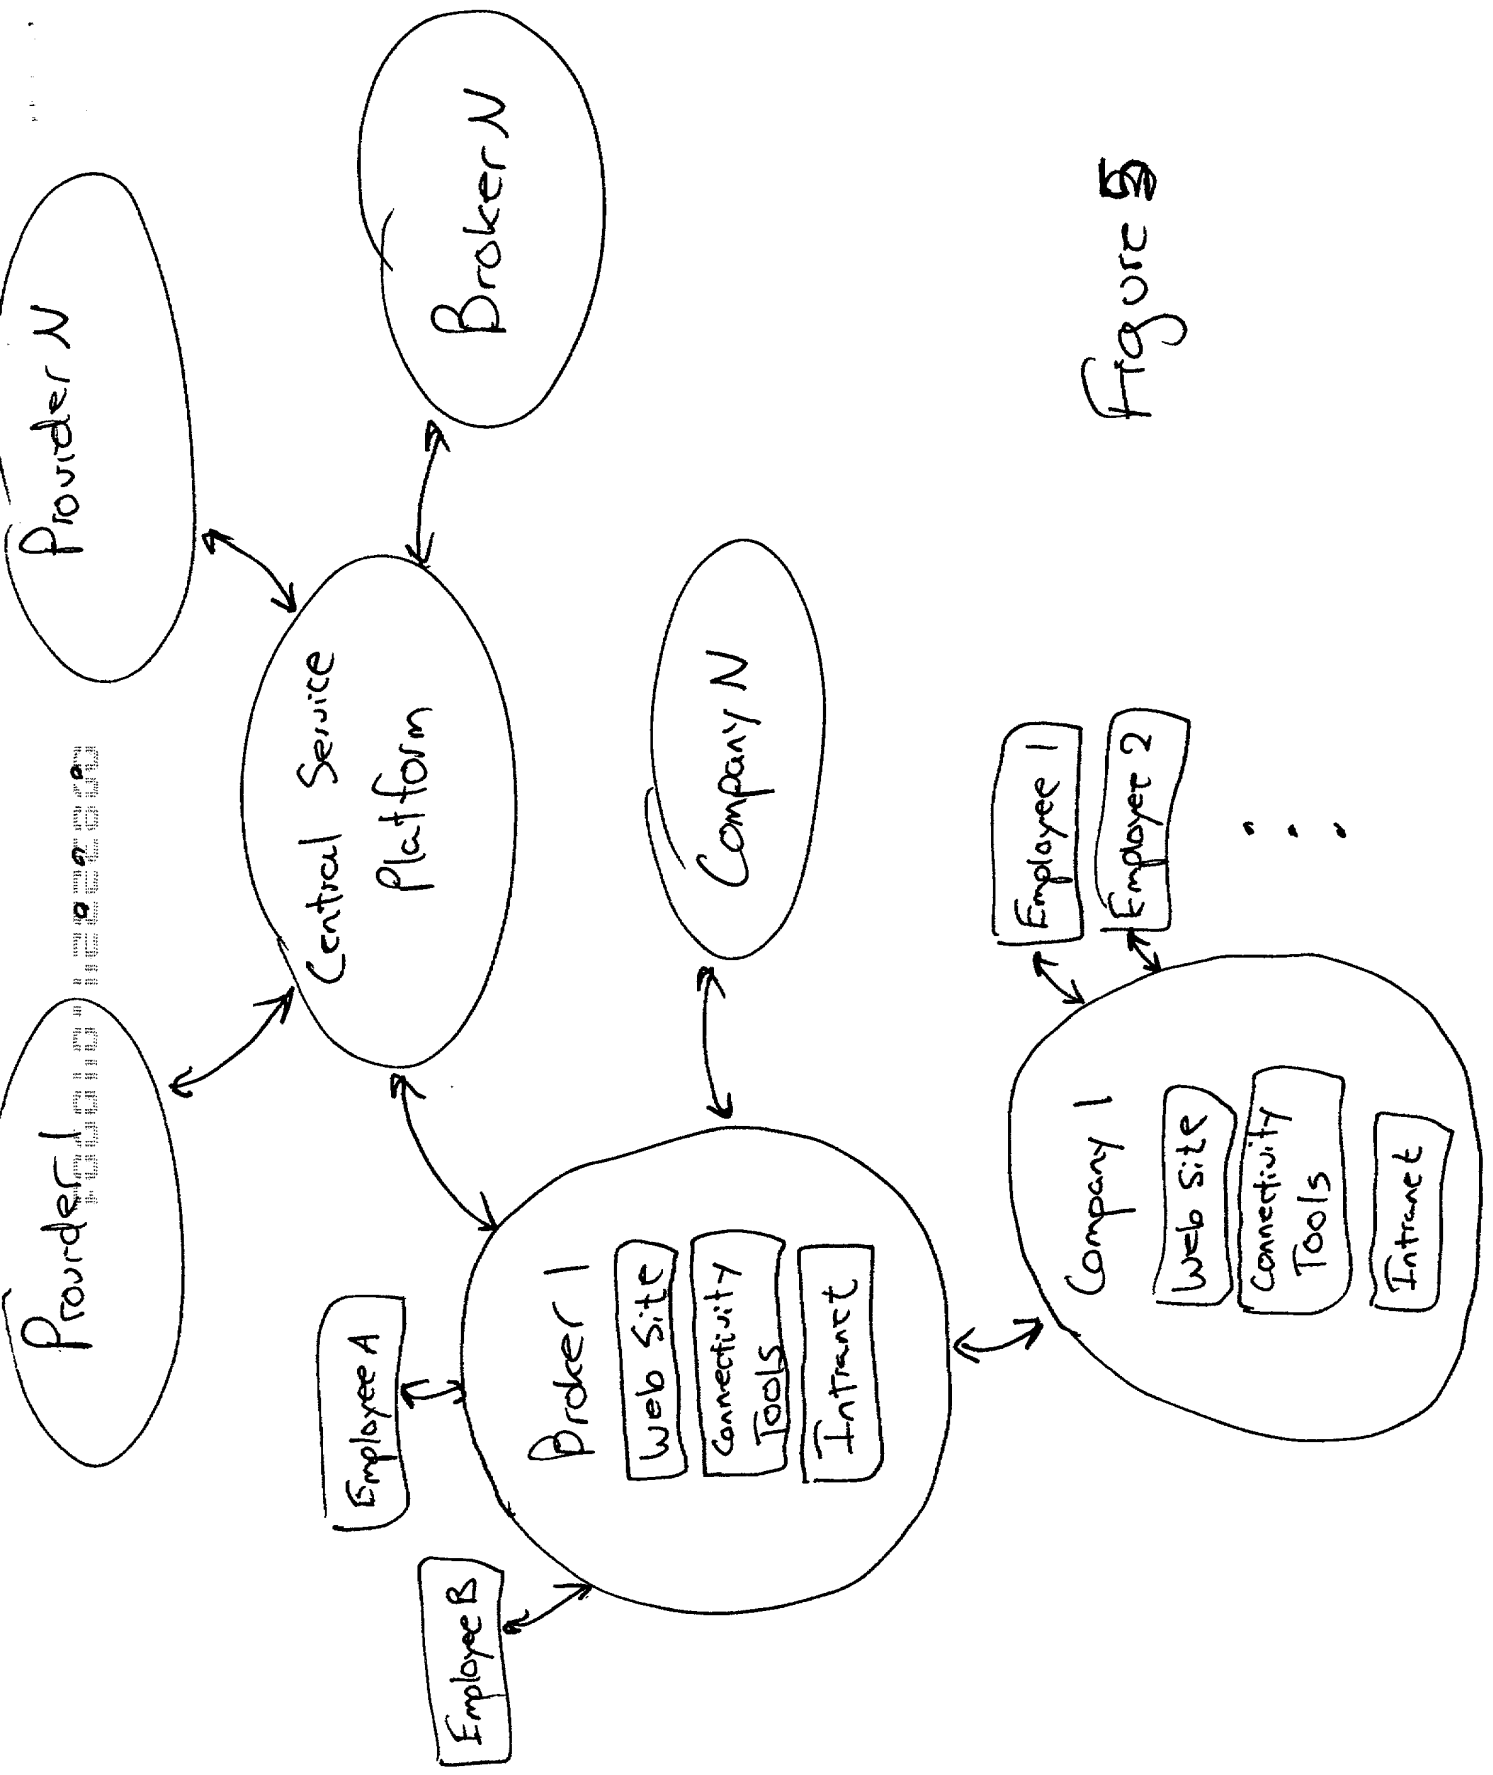 Provider 1
Provider N
Central Service
Platform
Broker N
Employee A
Employee B
Broker 1
Web Site
Connectivity
Tools
Intranet
Company N
Company 1
Web Site
Connectivity
Tools
Intranet
Employee 1
Employee 2
...
Figure 5